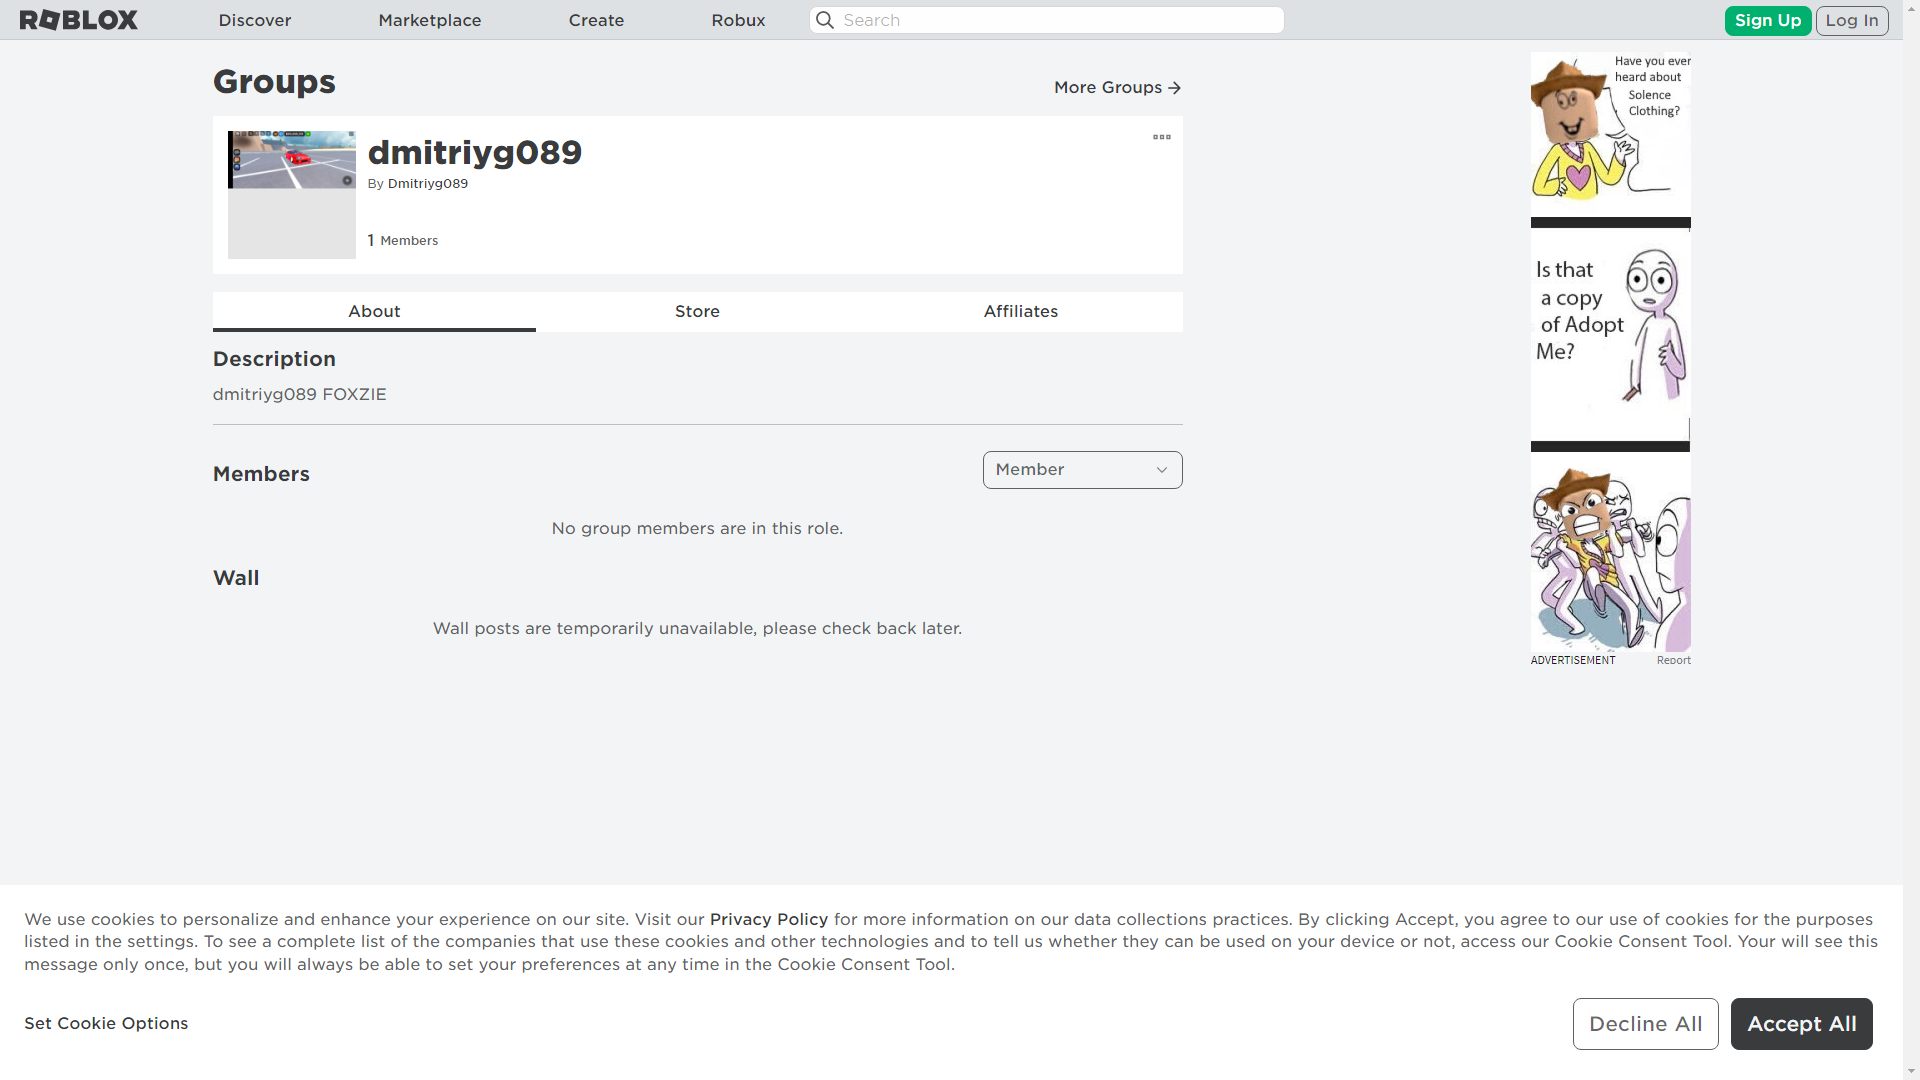 ROBLOX
Discover
Marketplace
Create
Robux
Search
Sign Up
Log In
Groups
More Groups
dmitriyg089
By Dmitriyg089
1 Members
About
Store
Affiliates
Description
dmitriyg089 FOXZIE
Members
Member
No group members are in this role.
Wall
Wall posts are temporarily unavailable, please check back later.
Have you ever
heard about
Solence
Clothing?
Is that
a copy
of Adopt
Me?
ADVERTISEMENT
Report
We use cookies to personalize and enhance your experience on our site. Visit our Privacy Policy for more information on our data collections practices. By clicking Accept, you agree to our use of cookies for the purposes
listed in the settings. To see a complete list of the companies that use these cookies and other technologies and to tell us whether they can be used on your device or not, access our Cookie Consent Tool. Your will see this
message only once, but you will always be able to set your preferences at any time in the Cookie Consent Tool.
Set Cookie Options
Decline All
Accept All